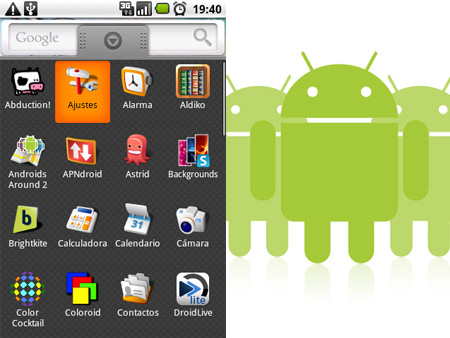 3G
19:40
Google
Abduction!
Ajustes
Alarma
Aldiko
Androids
Around 2
APNdroid
Astrid
Backgrounds
S
b
31
Brightkite
Calculadora
Calendario
Cámara
lite
Color
Cocktail
Coloroid
Contactos
DroidLive